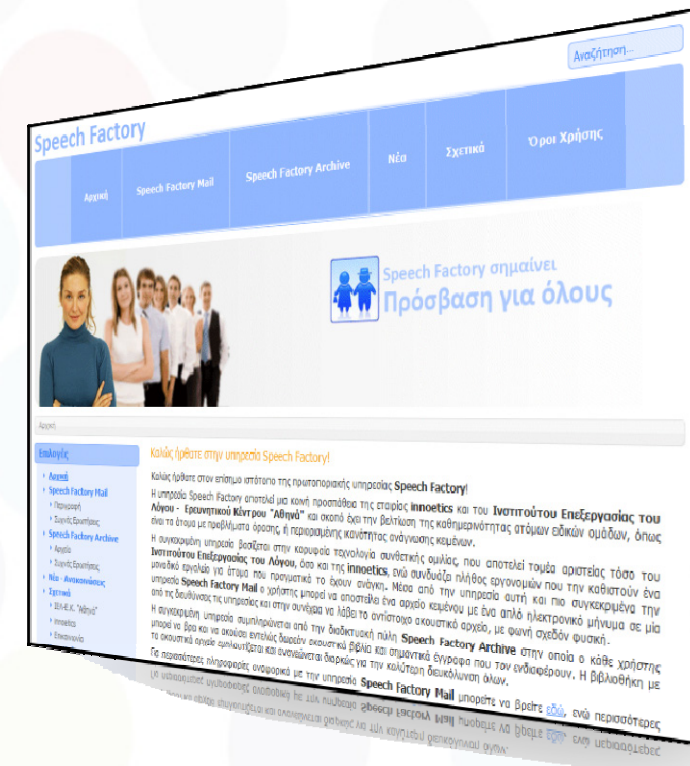 Αναζήτηση...
Speech Factory
Αρχική
Speech Factory Mail
Speech Factory Archive
Νέα
Σχετικά
Όροι Χρήσης
Speech Factory σημαίνει
Πρόσβαση για όλους
Αρχική
Επιλογές
Αρχική
Speech Factory Mail
Περιγραφή
Συχνές Ερωτήσεις
Speech Factory Archive
Αρχείο
Συχνές Ερωτήσεις
Νέα - Ανακοινώσεις
Σχετικά
ΙΕΛ-Ε.Κ. "Αθηνά"
innoetics
Επικοινωνία
Καλώς ήρθατε στην υπηρεσία Speech Factory!
Καλώς ήρθατε στον επίσημο ιστότοπο της πρωτοποριακής υπηρεσίας Speech Factory!
Η υπηρεσία Speech Factory αποτελεί μια κοινή προσπάθεια της εταιρίας innoetics και του Ινστιτούτου Επεξεργασίας του
Λόγου - Ερευνητικού Κέντρου "Αθηνά" και σκοπό έχει την βελτίωση της καθημερινότητας ατόμων ειδικών ομάδων, όπως
είναι τα άτομα με προβλήματα όρασης, ή περιορισμένης ικανότητας ανάγνωσης κειμένων.
Η συγκεκριμένη υπηρεσία βασίζεται στην κορυφαία τεχνολογία συνθετικής ομιλίας, που αποτελεί τομέα αριστείας τόσο του
Ινστιτούτου Επεξεργασίας του Λόγου, όσο και της innoetics, ενώ συνδυάζει πλήθος εργονομιών που την καθιστούν ένα
μοναδικό εργαλείο για άτομα που πραγματικά το έχουν ανάγκη. Μέσα από την υπηρεσία αυτή και πιο συγκεκριμένα την
υπηρεσία Speech Factory Mail ο χρήστης μπορεί να αποστείλει ένα αρχείο κειμένου με ένα απλό ηλεκτρονικό μήνυμα σε μία
από τις διευθύνσεις της υπηρεσίας και στην συνέχεια να λάβει το αντίστοιχο ακουστικό αρχείο, με φωνή σχεδόν φυσική.
Η συγκεκριμένη υπηρεσία συμπληρώνεται από την διαδικτυακή πύλη Speech Factory Archive στην οποία ο κάθε χρήστης
μπορεί να βρει και να ακούσει εντελώς δωρεάν ακουστικά βιβλία και σημαντικά έγγραφα που τον ενδιαφέρουν. Η βιβλιοθήκη με
τα ακουστικά αρχεία εμπλουτίζεται και ανανεώνεται διαρκώς για την καλύτερη διευκόλυνση όλων.
Για περισσότερες πληροφορίες αναφορικά με την υπηρεσία Speech Factory Mail μπορείτε να βρείτε εδώ, ενώ περισσότερες